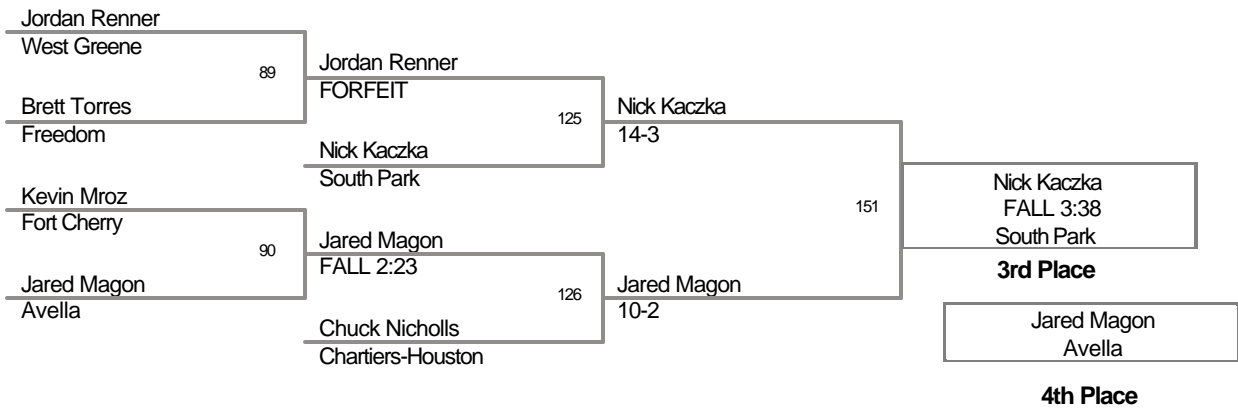 Jordan Renner
West Greene
89
Brett Torres
Freedom
Kevin Mroz
Fort Cherry
90
Jared Magon
Avella
Jordan Renner
FORFEIT
125
Nick Kaczka
South Park
Jared Magon
FALL 2:23
126
Chuck Nicholls
Chartiers-Houston
Nick Kaczka
14-3
151
Jared Magon
10-2
Nick Kaczka
FALL 3:38
South Park
3rd Place
Jared Magon
Avella
4th Place